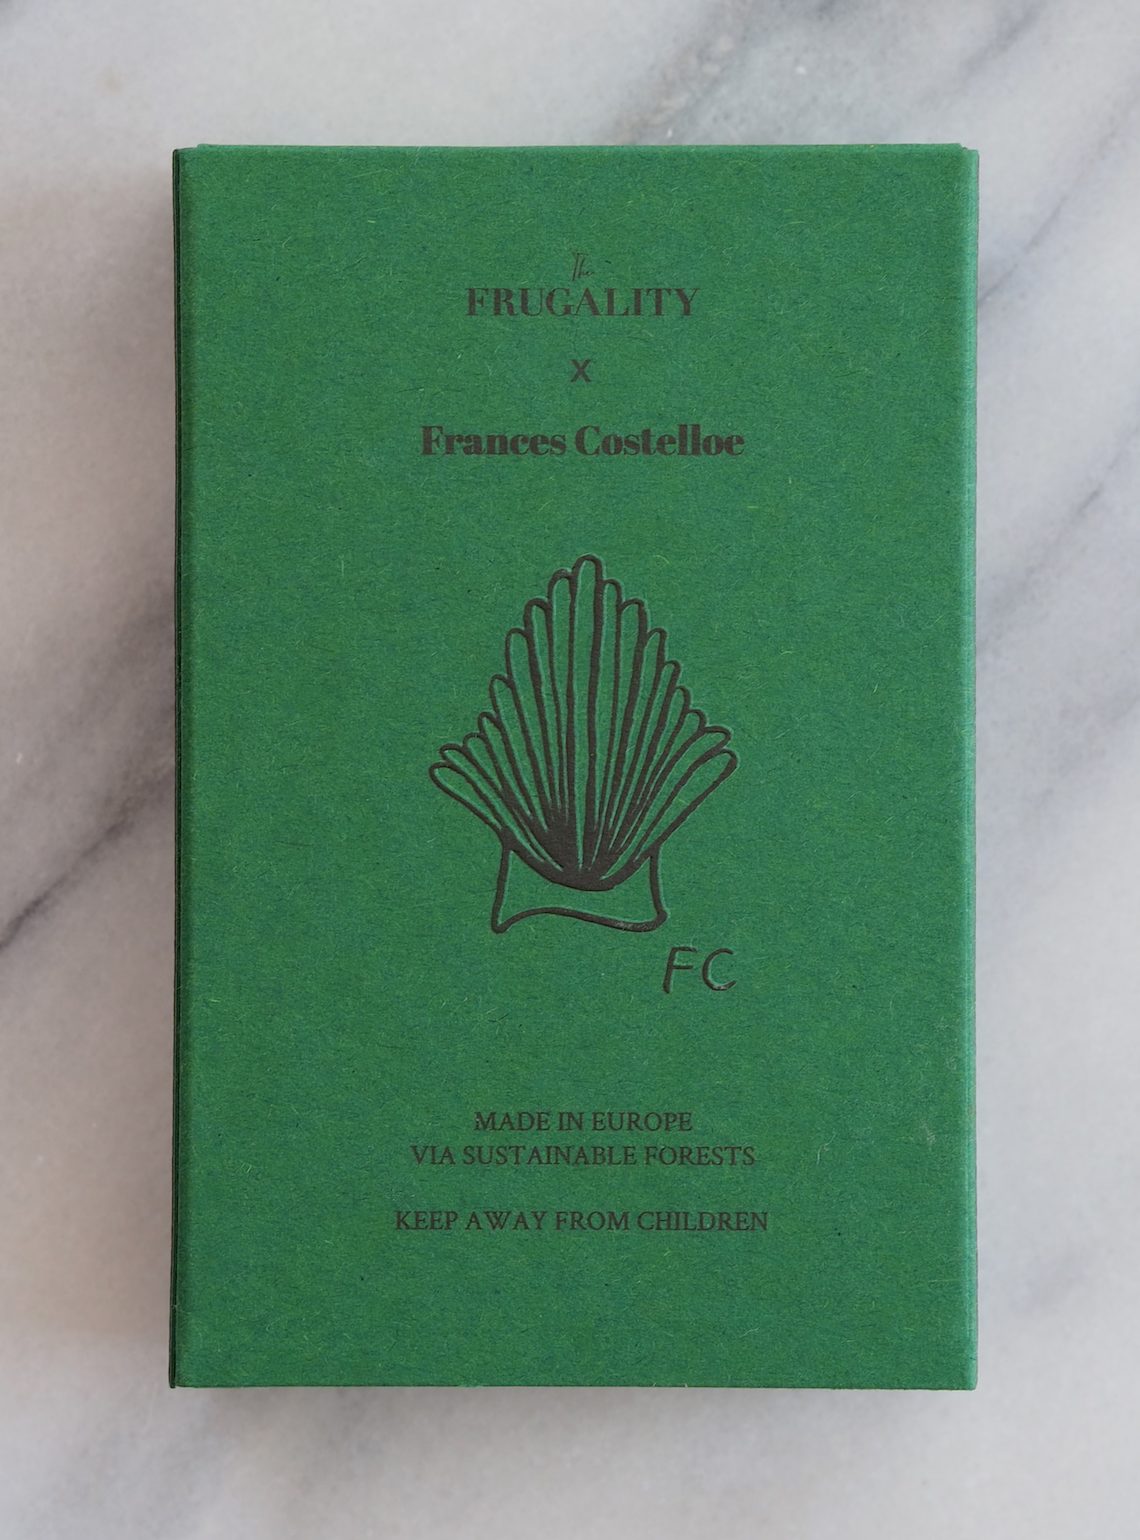 The
FRUGALITY
X
Frances Costelloe
FC
MADE IN EUROPE
VIA SUSTAINABLE FORESTS
KEEP AWAY FROM CHILDREN